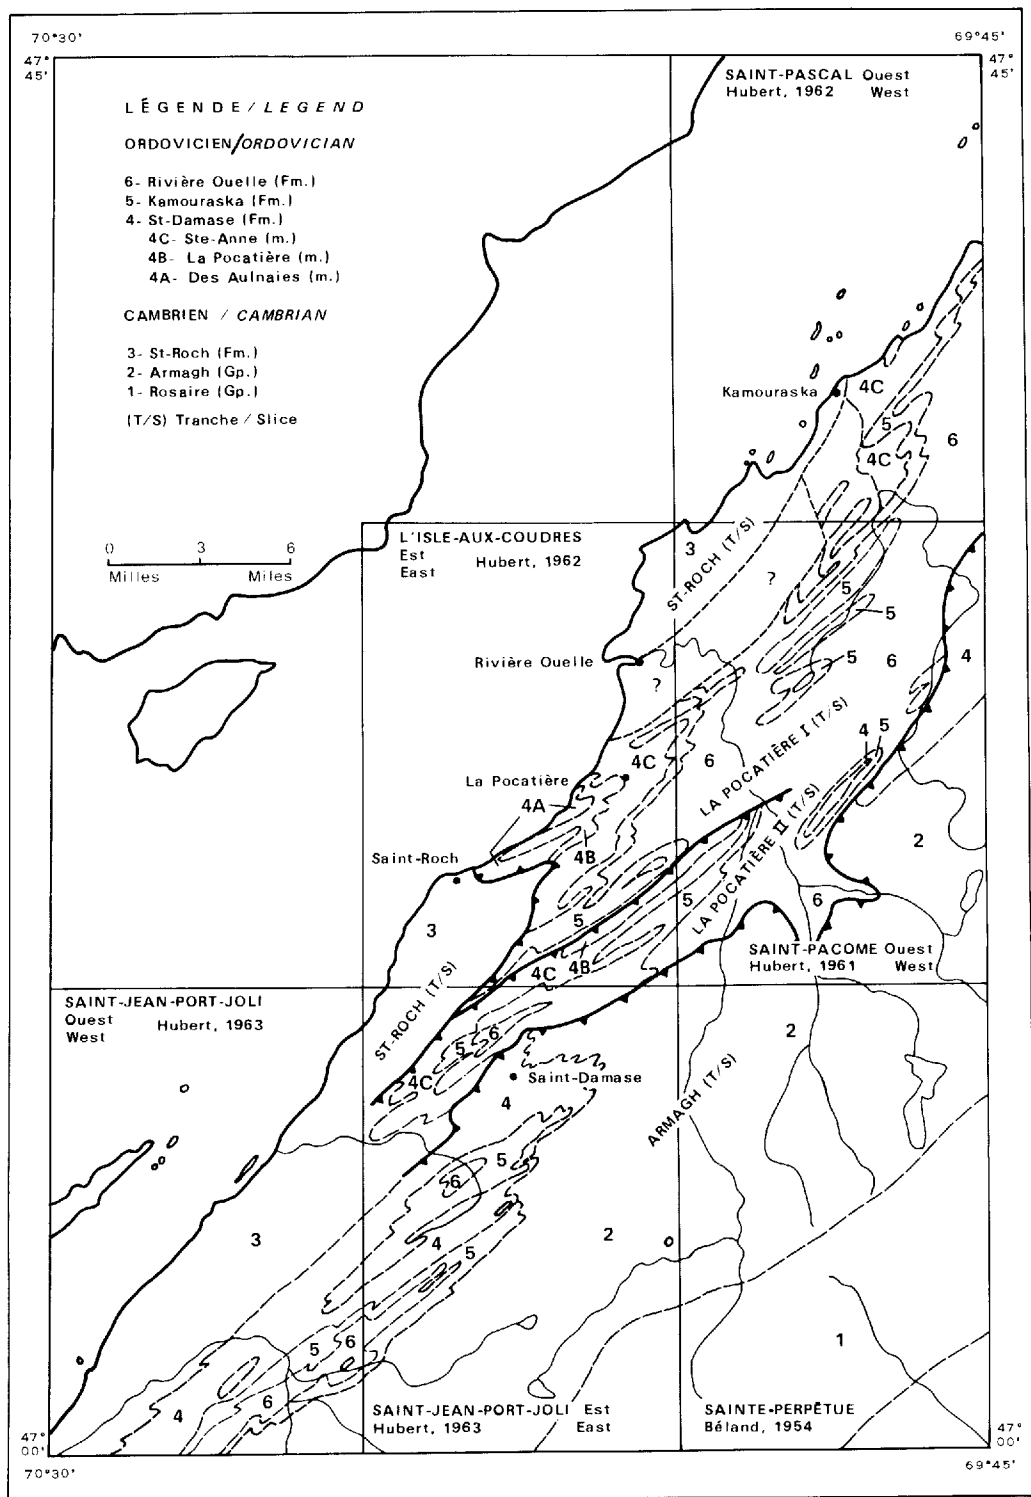 70°30'
69°45'
47°
45'
47°
45'
SAINT-PASCAL Ouest
Hubert, 1962 West
LÉGENDE/LEGEND
ORDOVICIEN/ORDOVICIAN
6- Rivière Ouelle (Fm.)
5- Kamouraska (Fm.)
4- St-Damase (Fm.)
4C- Ste-Anne (m.)
4B- La Pocatière (m.)
4A- Des Aulnaies (m.)
CAMBRIEN / CAMBRIAN
3- St-Roch (Fm.)
2- Armagh (Gp.)
1- Rosaire (Gp.)
(T/S) Tranche / Slice
Kamouraska
4C
5
6
4C
0 3 6
Milles Miles
L'ISLE-AUX-COUDRES
Est
East Hubert, 1962
3
ST-ROCH (T/S)
?
5
5
Rivière Ouelle
?
5
6
4
LA POCATIÈRE I (T/S)
4 5
4C
6
La Pocatière
4A
LA POCATIÈRE II (T/S)
2
Saint-Roch
4B
5
6
3
5
4C
4B
SAINT-PACOME Ouest
Hubert, 1961 West
SAINT-JEAN-PORT-JOLI
Ouest
West Hubert, 1963
ST-ROCH (T/S)
5
6
2
4C
Saint-Damase
4
ARMAGH (T/S)
5
6
3
4
5
2
5
6
1
4
6
SAINT-JEAN-PORT-JOLI Est
Hubert, 1963 East
SAINTE-PERPÊTUE
Béland, 1954
47°
00'
47°
00'
70°30'
69°45'